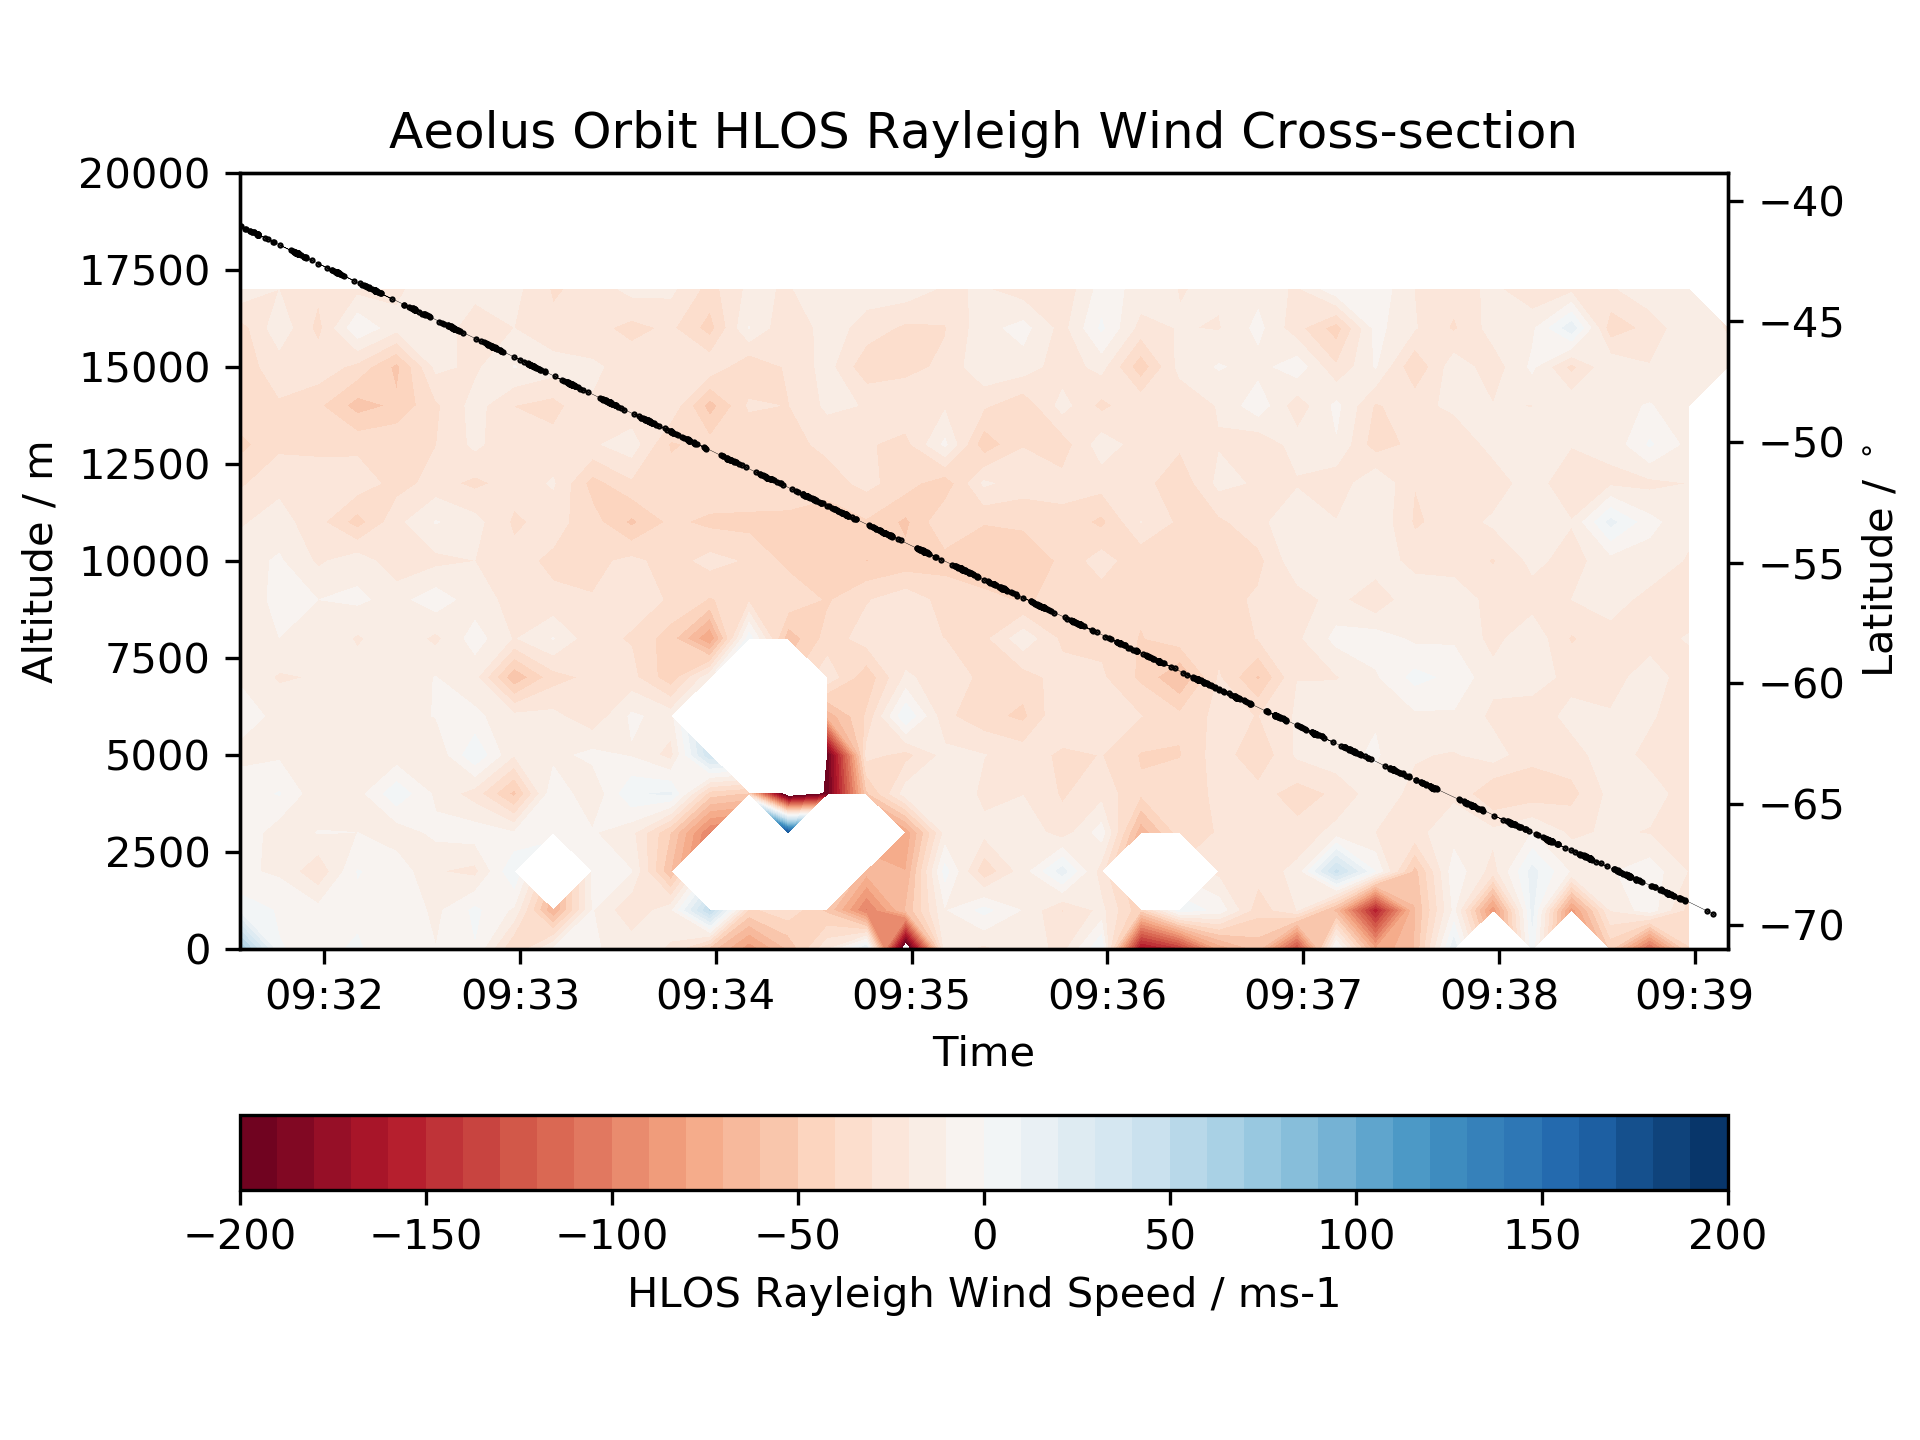 Aeolus Orbit HLOS Rayleigh Wind Cross-section
20000
17500
15000
12500
10000
7500
5000
2500
0
Altitude / m
−40
−45
−50
−55
−60
−65
−70
Latitude / °
09:32 09:33 09:34 09:35 09:36 09:37 09:38 09:39
Time
−200 −150 −100 −50 0 50 100 150 200
HLOS Rayleigh Wind Speed / ms-1